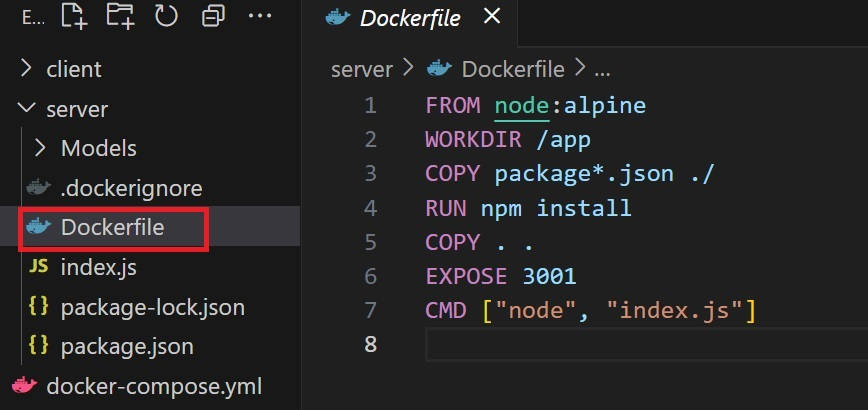 E...
client
server
Models
.dockerignore
Dockerfile
JS index.js
{} package-lock.json
{} package.json
docker-compose.yml
Dockerfile
server > Dockerfile > ...
1 FROM node:alpine
2 WORKDIR /app
3 COPY package*.json ./
4 RUN npm install
5 COPY . .
6 EXPOSE 3001
7 CMD ["node", "index.js"]
8